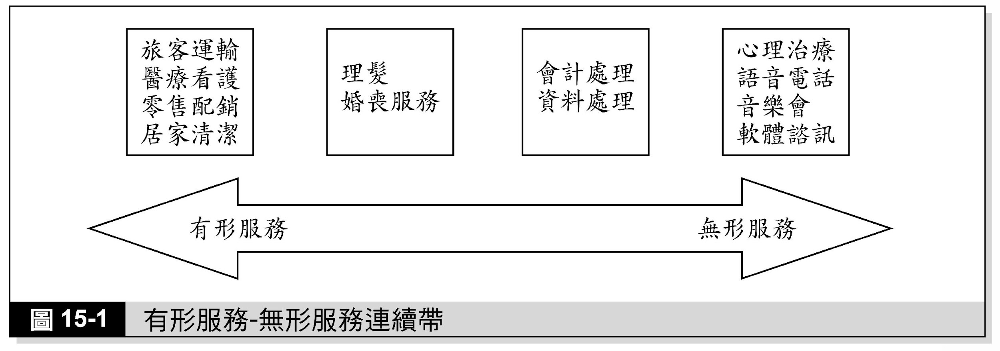 旅客運輸
醫療看護
零售配銷
居家清潔
理髮
婚喪服務
會計處理
資料處理
心理治療
語音電話
音樂會
軟體諮訊
有形服務
無形服務
圖 15-1 有形服務-無形服務連續帶